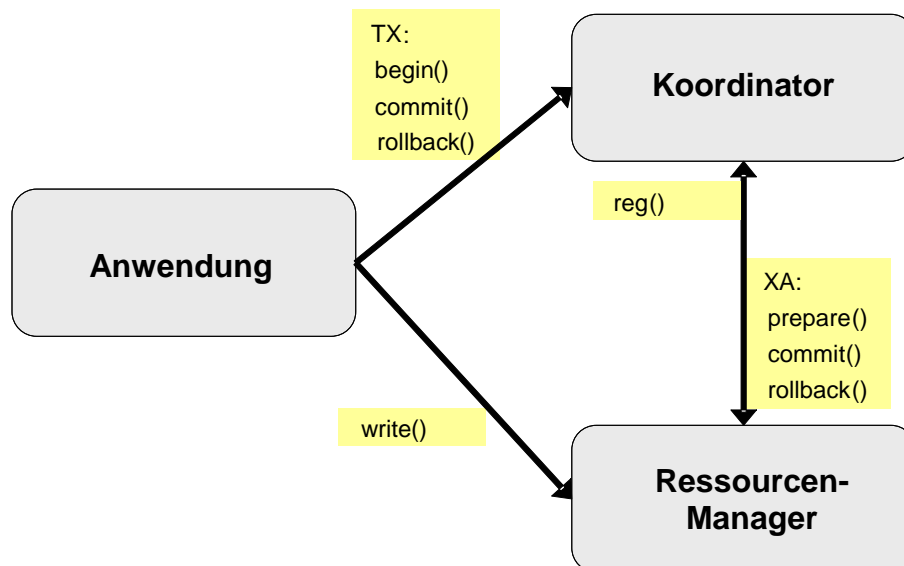 TX:
begin()
commit()
rollback()
Koordinator
reg()
Anwendung
XA:
prepare()
commit()
rollback()
write()
Ressourcen-
Manager